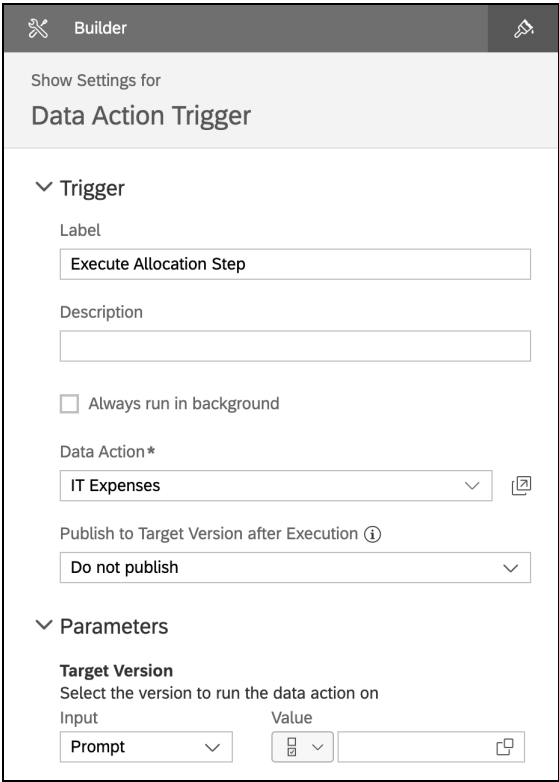 Builder
Show Settings for
Data Action Trigger
Trigger
Label
Execute Allocation Step
Description
Always run in background
Data Action*
IT Expenses
Publish to Target Version after Execution
Do not publish
Parameters
Target Version
Select the version to run the data action on
Input Value
Prompt